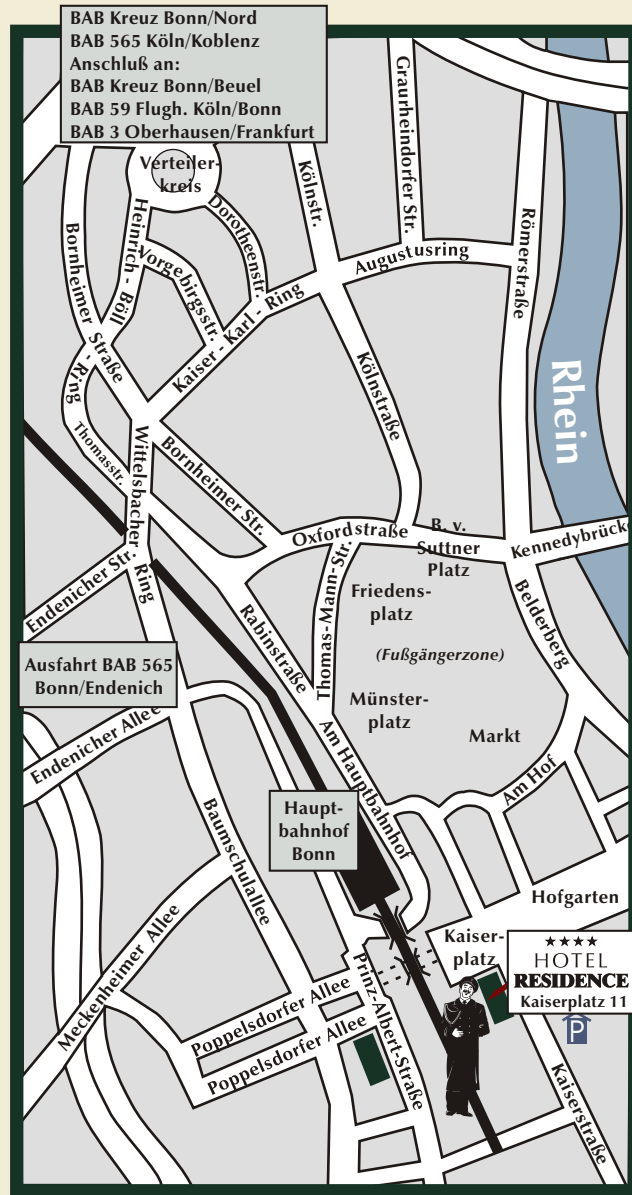 BAB Kreuz Bonn/Nord
BAB 565 Köln/Koblenz
Anschluß an:
BAB Kreuz Bonn/Beuel
BAB 59 Flugh. Köln/Bonn
BAB 3 Oberhausen/Frankfurt
Verteiler-
kreis
Kölnstr.
Graurheindorfer Str.
Römerstraße
Rhein
Bornheimer Straße
Heinrich - Böll - Ring
Vorgebirgsstr.
Dorotheenstr.
Kaiser - Karl - Ring
Augustusring
Kölnstraße
Thomasstr.
Wittelsbacher Ring
Bornheimer Str.
Oxfordstraße
B. v.
Suttner
Platz
Kennedybrücke
Endenicher Str.
Thomas-Mann-Str.
Friedens-
platz
Belderberg
Rabinstraße
(Fußgängerzone)
Ausfahrt BAB 565
Bonn/Endenich
Münster-
platz
Markt
Endenicher Allee
Am Hauptbahnhof
Am Hof
Baumschulallee
Haupt-
bahnhof
Bonn
Hofgarten
Meckenheimer Allee
Kaiser-
platz
★★★★
HOTEL
RESIDENCE
Kaiserplatz 11
P
Poppelsdorfer Allee
Poppelsdorfer Allee
Prinz-Albert-Straße
Kaiserstraße